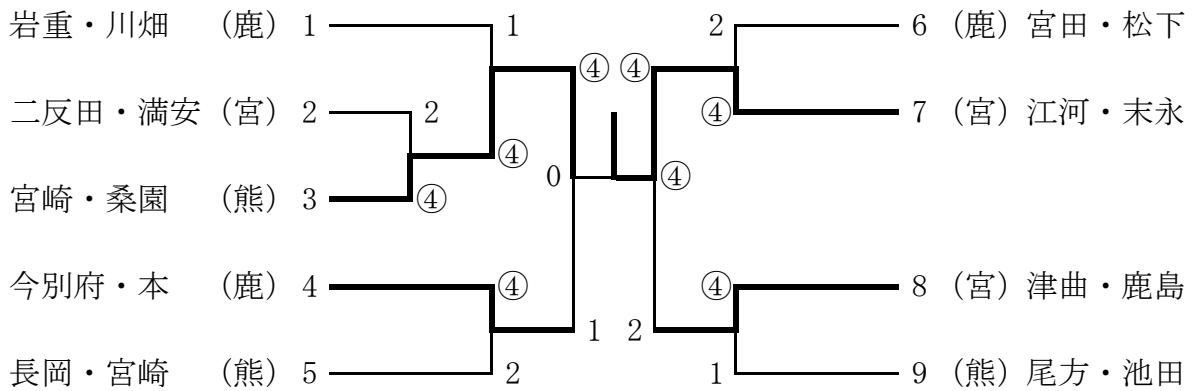 岩重・川畑 (鹿) 1 1 2 6 (鹿) 宮田・松下
④ ④
二反田・満安 (宮) 2 2 ④ 7 (宮) 江河・末永
④
0 ④
宮崎・桑園 (熊) 3 ④
今別府・本 (鹿) 4 ④ ④ 8 (宮) 津曲・鹿島
1 2
長岡・宮崎 (熊) 5 2 1 9 (熊) 尾方・池田